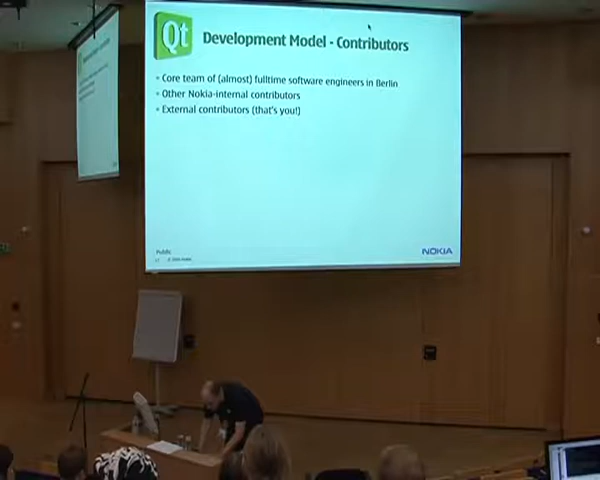 Qt
Development Model - Contributors
Core team of (almost) fulltime software engineers in Berlin
Other Nokia-internal contributors
External contributors (that's you!)
Public
NOKIA